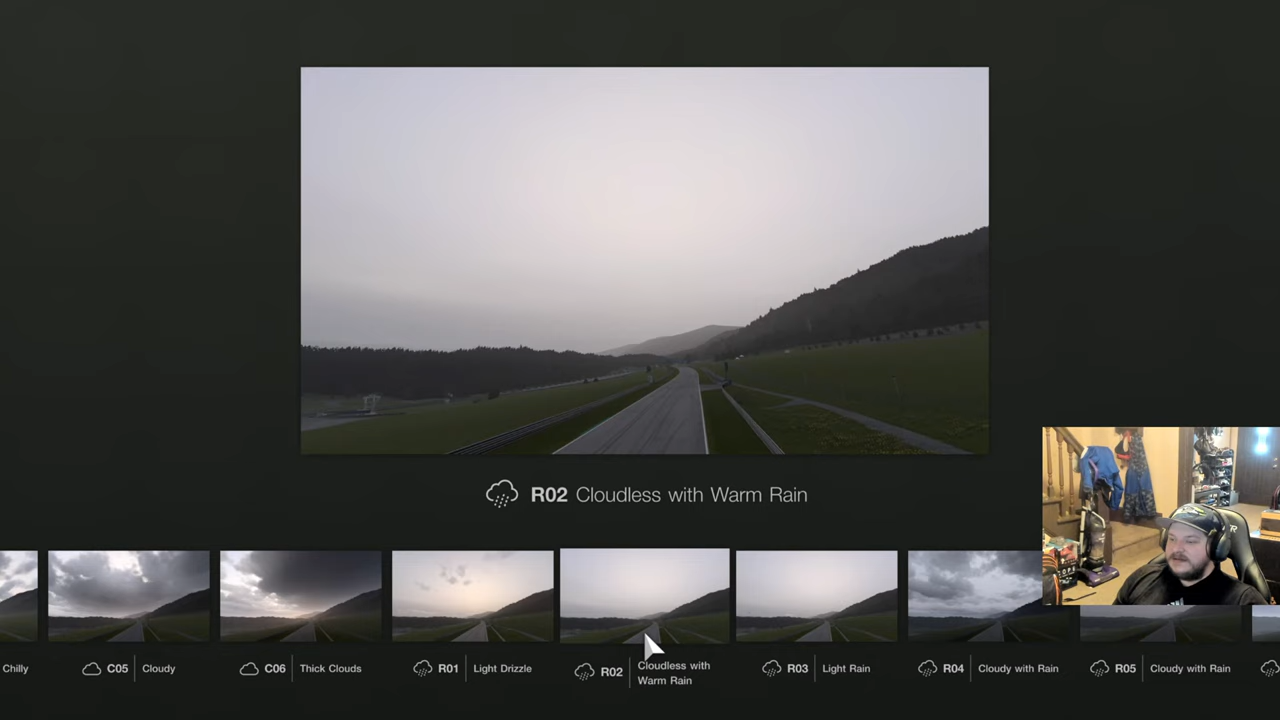 R02 Cloudless with Warm Rain
Chilly
C05 Cloudy
C06 Thick Clouds
R01 Light Drizzle
R02 Cloudless with
Warm Rain
R03 Light Rain
R04 Cloudy with Rain
R05 Cloudy with Rain